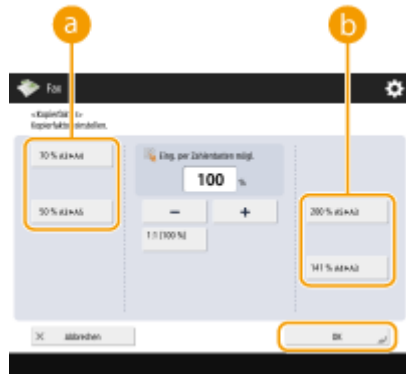 a
b
Fax
<Kopierfaktor>
Kopierfaktor einstellen.
70 % A3➔A4
Eing. per Zahlentasten mögl.
100 %
50 % A3➔A5
-
+
200 % A5➔A3
1:1 [100 %]
141 % A4➔A3
Abbrechen
OK